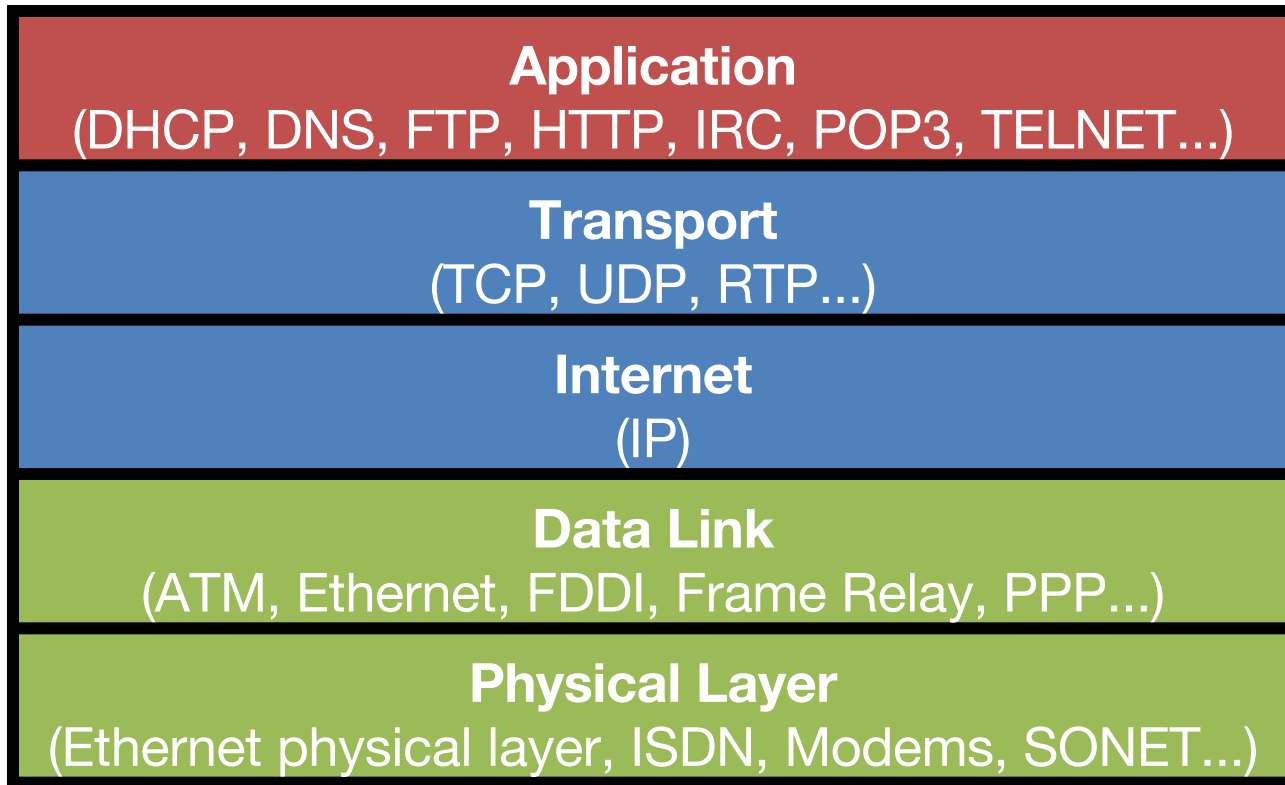 Application
(DHCP, DNS, FTP, HTTP, IRC, POP3, TELNET...)
Transport
(TCP, UDP, RTP...)
Internet
(IP)
Data Link
(ATM, Ethernet, FDDI, Frame Relay, PPP...)
Physical Layer
(Ethernet physical layer, ISDN, Modems, SONET...)